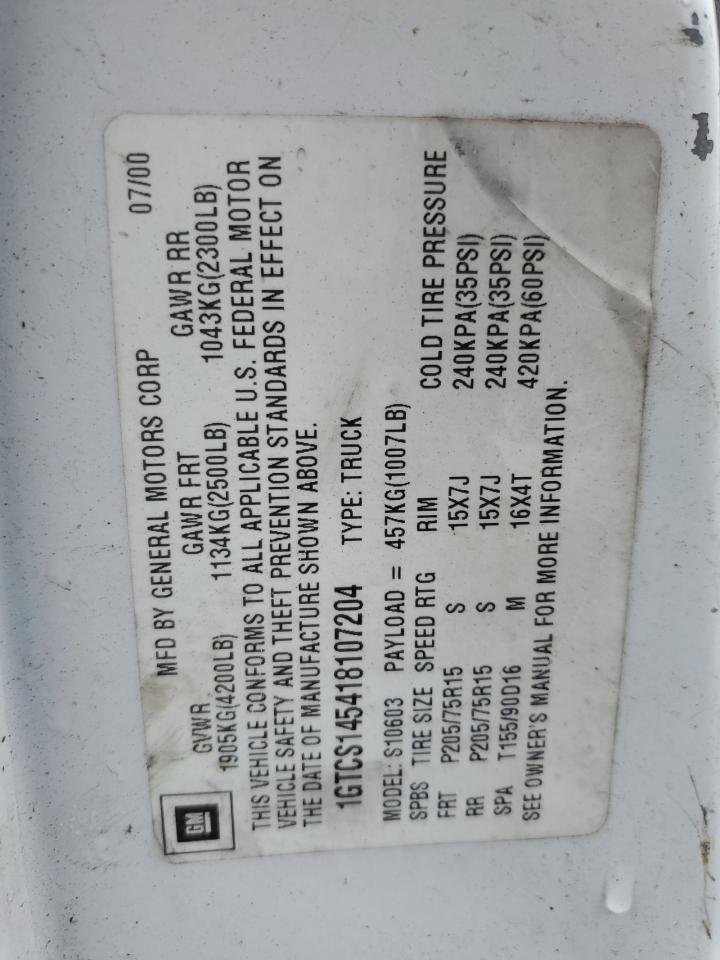 GM
MFD BY GENERAL MOTORS CORP 07/00
GVWR GAWR FRT GAWR RR
1905KG(4200LB) 1134KG(2500LB) 1043KG(2300LB)
THIS VEHICLE CONFORMS TO ALL APPLICABLE U.S. FEDERAL MOTOR
VEHICLE SAFETY AND THEFT PREVENTION STANDARDS IN EFFECT ON
THE DATE OF MANUFACTURE SHOWN ABOVE.
1GTCS145418107204 TYPE: TRUCK
MODEL: S10603 PAYLOAD = 457KG(1007LB)
SPBS TIRE SIZE SPEED RTG RIM COLD TIRE PRESSURE
FRT P205/75R15 S 15X7J 240KPA(35PSI)
RR P205/75R15 S 15X7J 240KPA(35PSI)
SPA T155/90D16 M 16X4T 420KPA(60PSI)
SEE OWNER'S MANUAL FOR MORE INFORMATION.